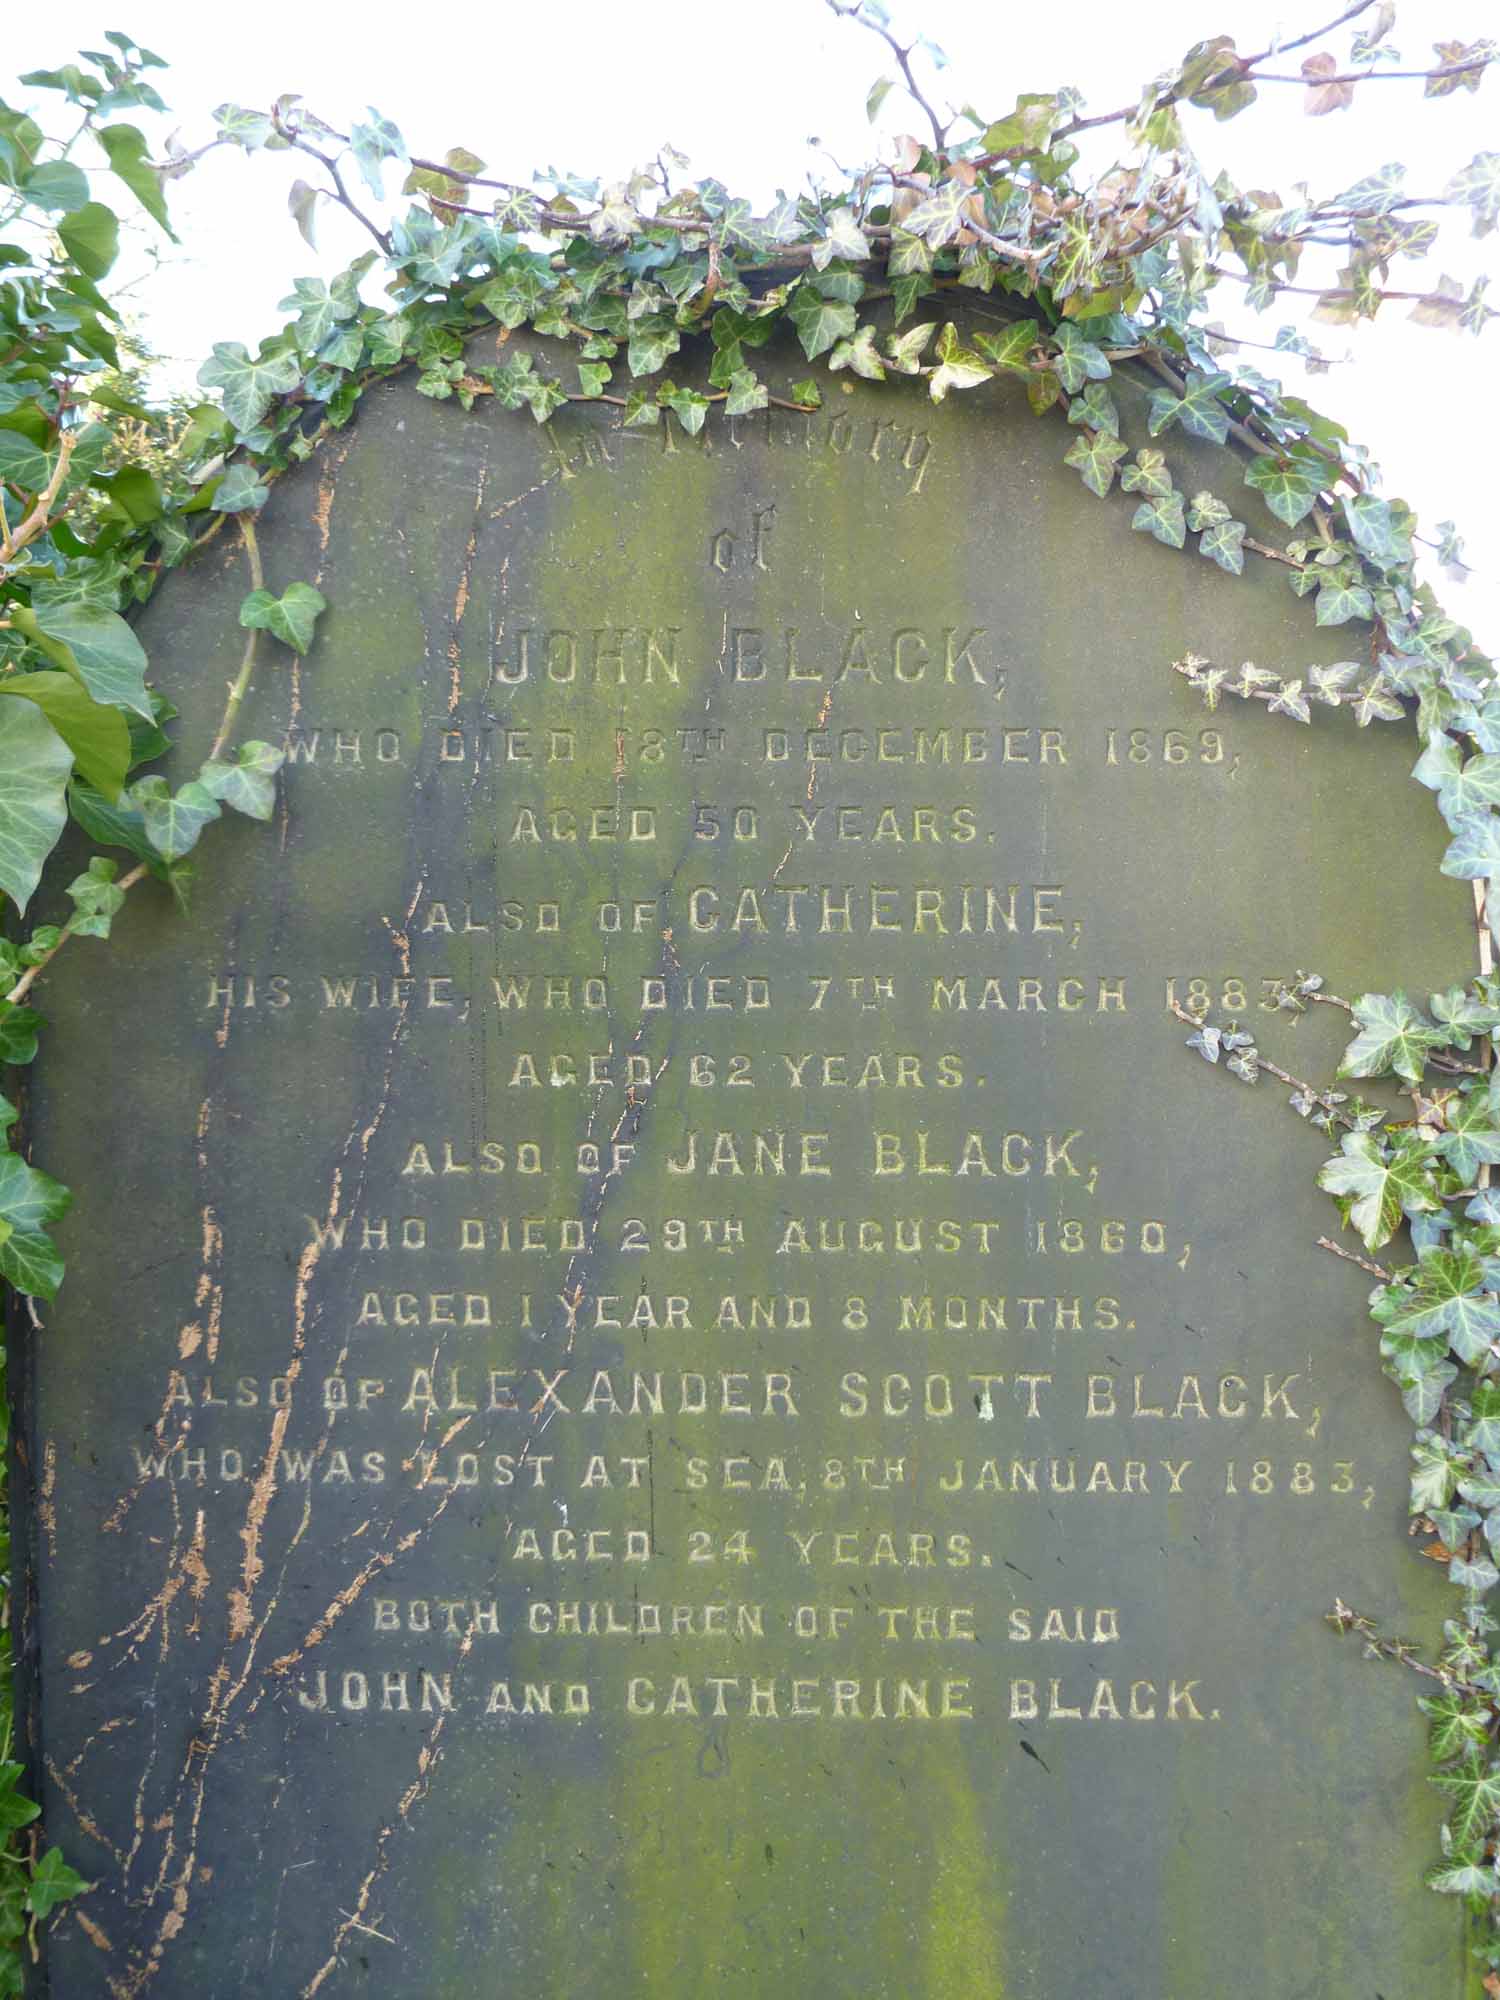 In Memory
of
JOHN BLACK,
WHO DIED 18TH DECEMBER 1869,
AGED 50 YEARS.
ALSO OF CATHERINE,
HIS WIFE, WHO DIED 7TH MARCH 1883,
AGED 62 YEARS.
ALSO OF JANE BLACK,
WHO DIED 29TH AUGUST 1860,
AGED 1 YEAR AND 8 MONTHS.
ALSO OF ALEXANDER SCOTT BLACK,
WHO WAS LOST AT SEA, 8TH JANUARY 1883,
AGED 24 YEARS.
BOTH CHILDREN OF THE SAID
JOHN AND CATHERINE BLACK.